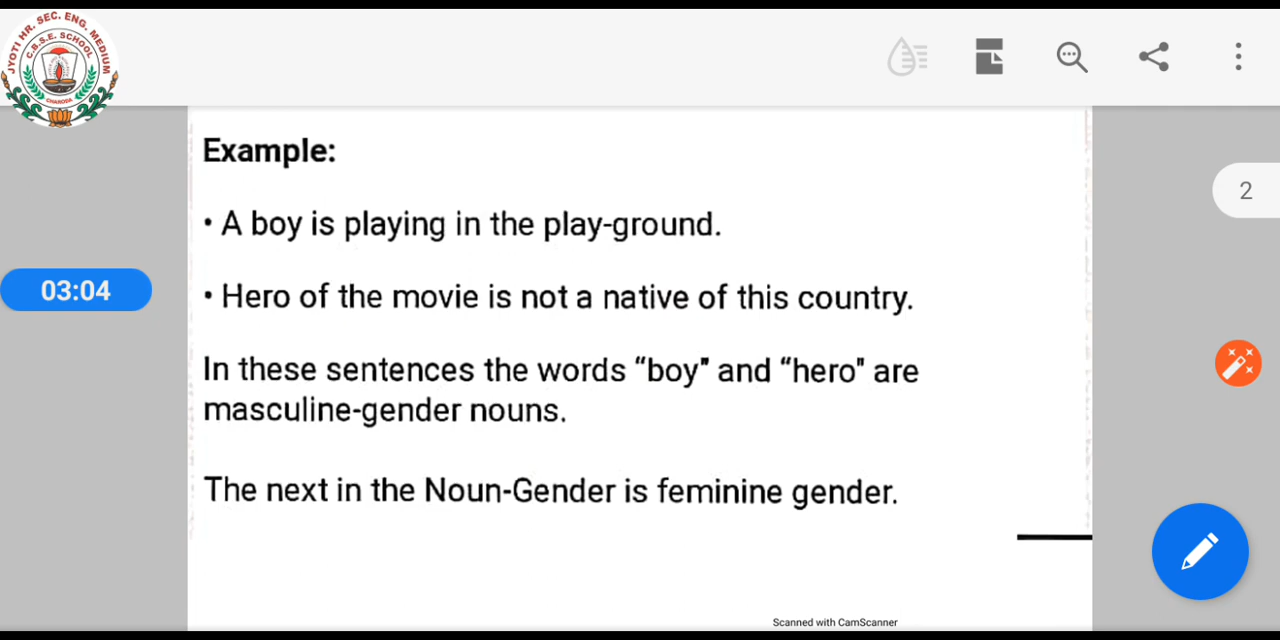 JYOTI HR. SEC. ENG. MEDIUM
C.B.S.E. SCHOOL
CHARODA
Example:
2
• A boy is playing in the play-ground.
03:04
• Hero of the movie is not a native of this country.
In these sentences the words “boy" and “hero" are
masculine-gender nouns.
The next in the Noun-Gender is feminine gender.
Scanned with CamScanner